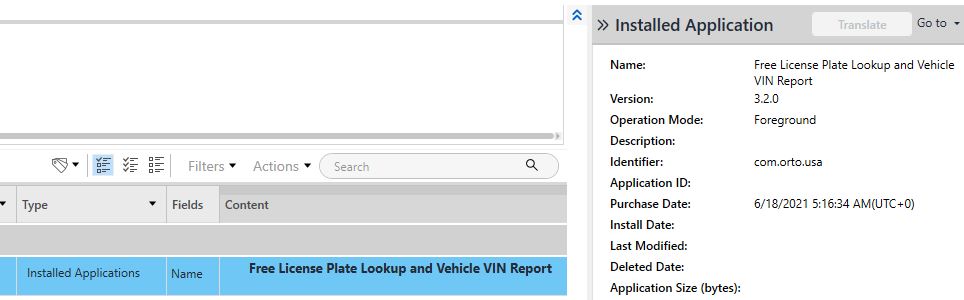 Installed Application
Translate
Go to
Name: Free License Plate Lookup and Vehicle
VIN Report
Version: 3.2.0
Operation Mode: Foreground
Description:
Identifier: com.orto.usa
Application ID:
Purchase Date: 6/18/2021 5:16:34 AM(UTC+0)
Install Date:
Last Modified:
Deleted Date:
Application Size (bytes):
Filters Actions Search
Type Fields Content
Installed Applications Name Free License Plate Lookup and Vehicle VIN Report